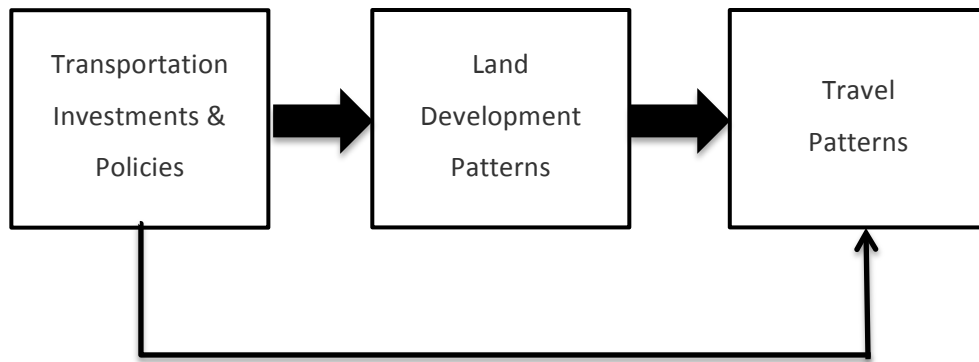 Transportation
Investments &
Policies
Land
Development
Patterns
Travel
Patterns